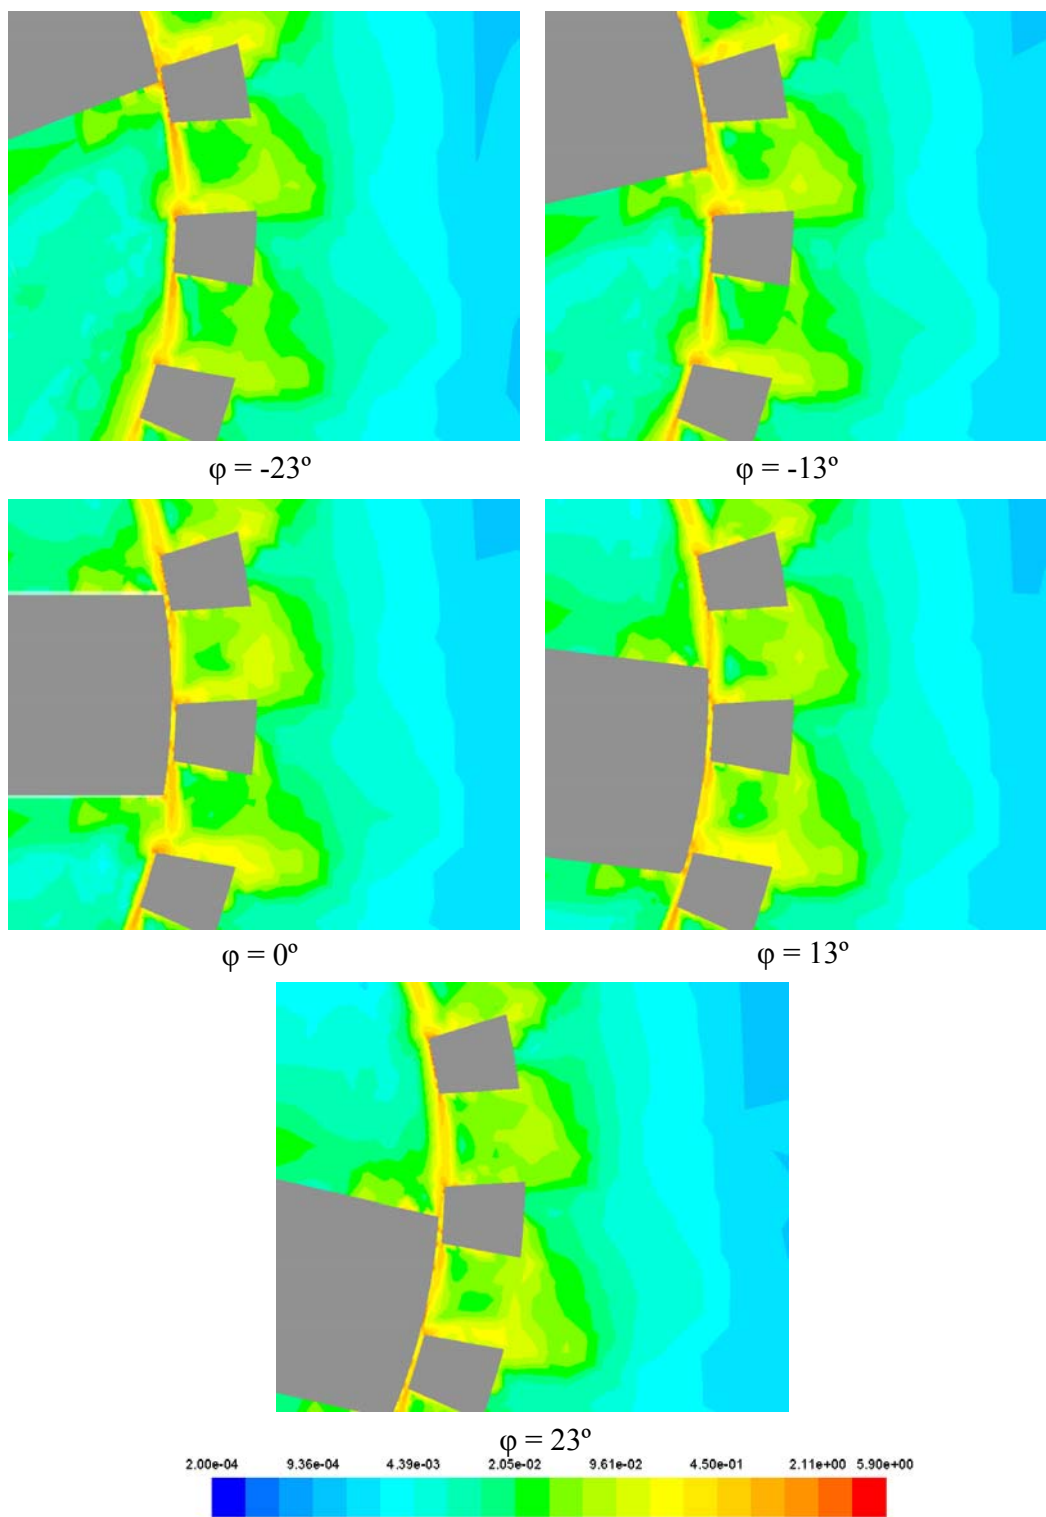 φ = -23º
φ = -13º
φ = 0º
φ = 13º
φ = 23º
2.00e-04 9.36e-04 4.39e-03 2.05e-02 9.61e-02 4.50e-01 2.11e+00 5.90e+00